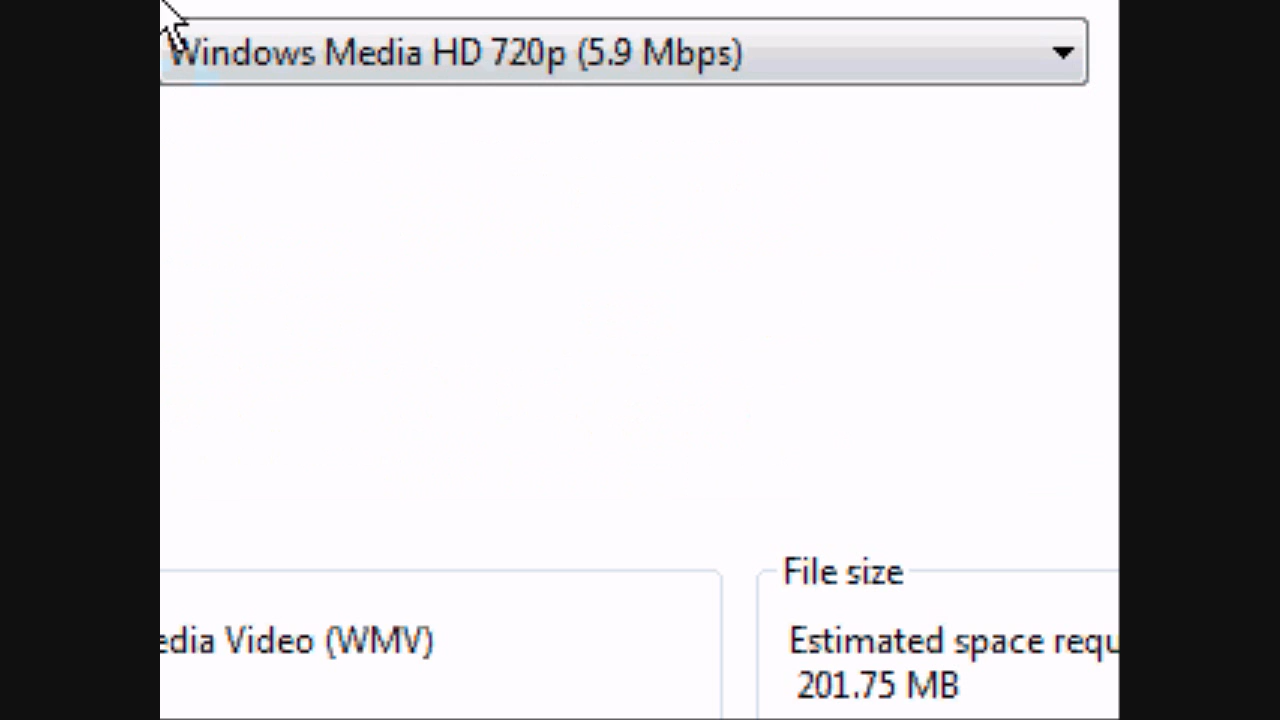 Windows Media HD 720p (5.9 Mbps)
File size
edia Video (WMV)
Estimated space requ
201.75 MB